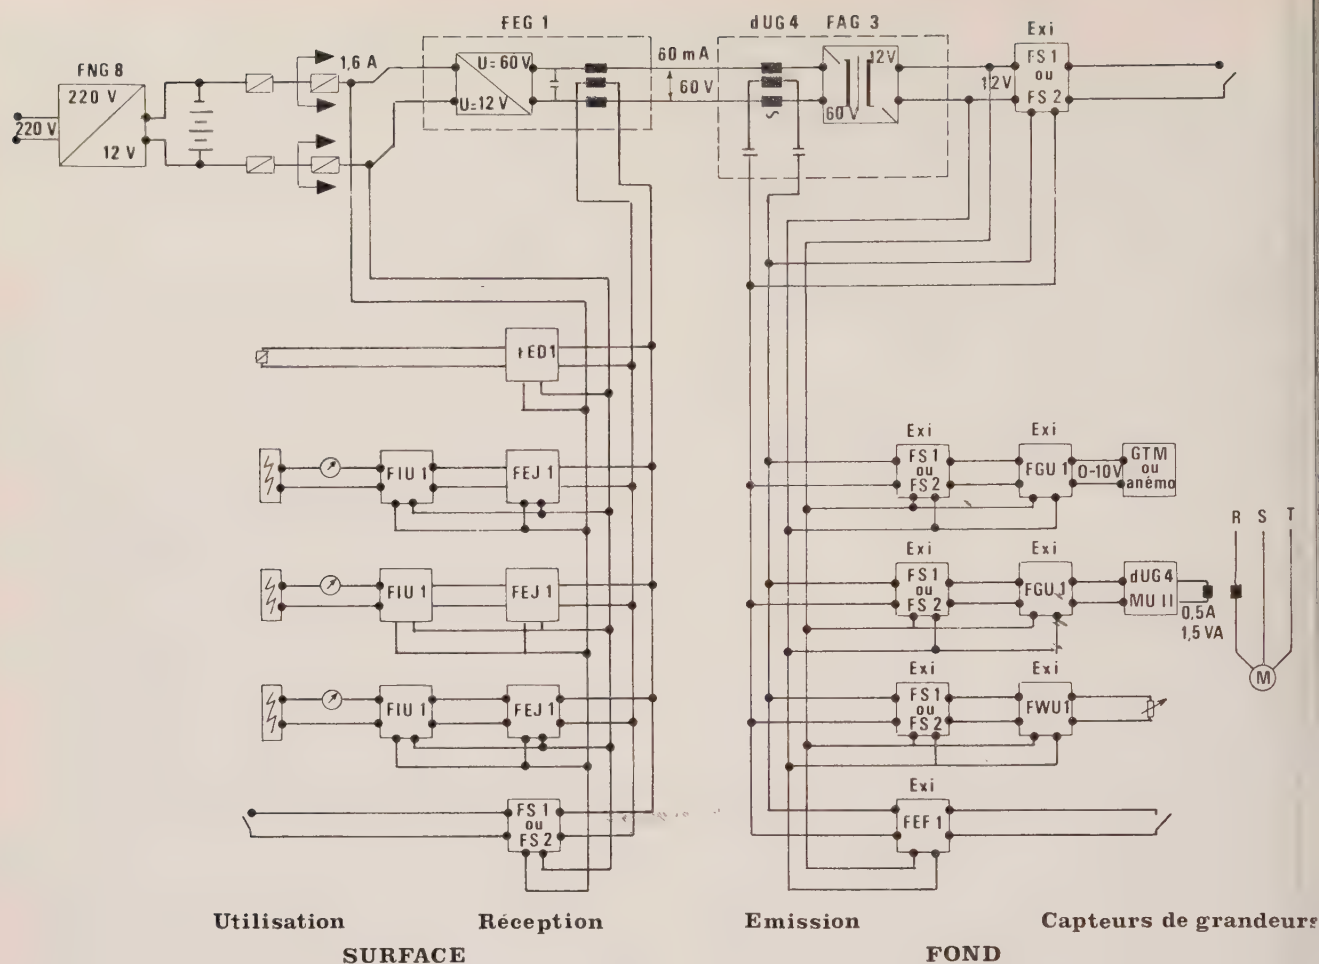 FEG 1
dUG4 FAG 3
Exi
FNG 8
220 V
12 V
220V
1,6 A
U= 60V
U=12V
60 mA
60 V
12V
60V
12V
FS 1
ou
FS 2
FED1
FIU 1
FEJ 1
Exi
Exi
FS 1
ou
FS 2
FGU 1
0-10V
GTM
ou
anémo
FIU 1
FEJ 1
Exi
Exi
FS 1
ou
FS 2
FGU 1
dUG4
MU II
0,5A
1,5 VA
R S T
M
FIU 1
FEJ 1
Exi
Exi
FS 1
ou
FS 2
FWU1
FS 1
ou
FS 2
Exi
FEF 1
Utilisation
Réception
Emission
Capteurs de grandeurs
SURFACE
FOND